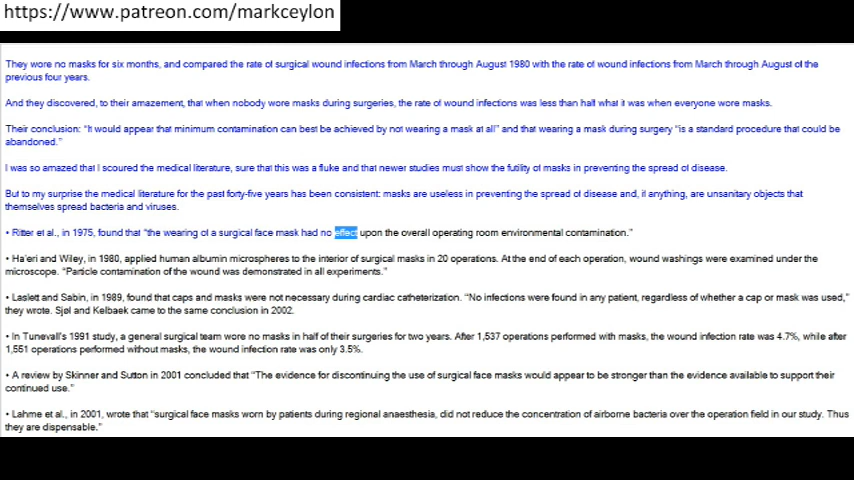 https://www.patreon.com/markceylon
They wore no masks for six months, and compared the rate of surgical wound infections from March through August 1980 with the rate of wound infections from March through August of the
previous four years.
And they discovered, to their amazement, that when nobody wore masks during surgeries, the rate of wound infections was less than half what it was when everyone wore masks.
Their conclusion: “It would appear that minimum contamination can best be achieved by not wearing a mask at all” and that wearing a mask during surgery “is a standard procedure that could be
abandoned.”
I was so amazed that I scoured the medical literature, sure that this was a fluke and that newer studies must show the futility of masks in preventing the spread of disease.
But to my surprise the medical literature for the past forty-five years has been consistent: masks are useless in preventing the spread of disease and, if anything, are unsanitary objects that
themselves spread bacteria and viruses.
• Ritter et al., in 1975, found that “the wearing of a surgical face mask had no effect upon the overall operating room environmental contamination.”
• Ha’eri and Wiley, in 1980, applied human albumin microspheres to the interior of surgical masks in 20 operations. At the end of each operation, wound washings were examined under the
microscope. “Particle contamination of the wound was demonstrated in all experiments.”
• Laslett and Sabin, in 1989, found that caps and masks were not necessary during cardiac catheterization. “No infections were found in any patient, regardless of whether a cap or mask was used,”
they wrote. Sjøl and Kelbaek came to the same conclusion in 2002.
• In Tunevall’s 1991 study, a general surgical team wore no masks in half of their surgeries for two years. After 1,537 operations performed with masks, the wound infection rate was 4.7%, while after
1,551 operations performed without masks, the wound infection rate was only 3.5%.
• A review by Skinner and Sutton in 2001 concluded that “The evidence for discontinuing the use of surgical face masks would appear to be stronger than the evidence available to support their
continued use.”
• Lahme et al., in 2001, wrote that “surgical face masks worn by patients during regional anaesthesia, did not reduce the concentration of airborne bacteria over the operation field in our study. Thus
they are dispensable.”